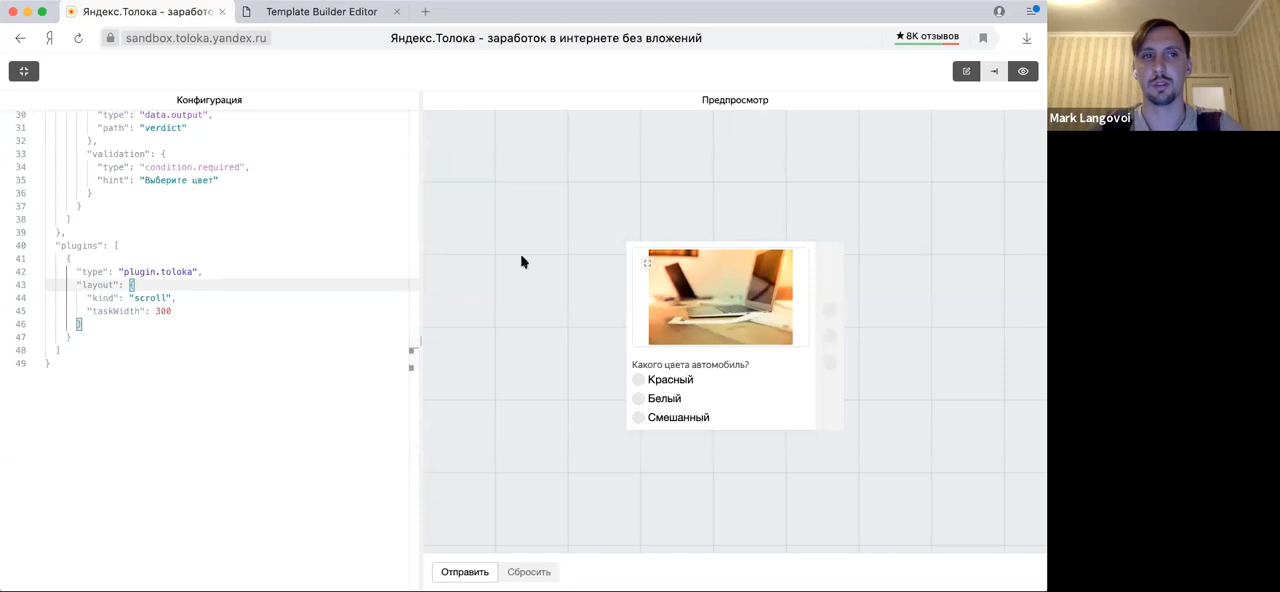 Яндекс.Толока - заработо
Template Builder Editor
sandbox.toloka.yandex.ru
Яндекс.Толока - заработок в интернете без вложений
★8K отзывов
Конфигурация
Предпросмотр
30 "type": "data.output",
31 "path": "verdict"
32 },
33 "validation": {
34 "type": "condition.required",
35 "hint": "Выберите цвет"
36 }
37 }
38 ]
39 },
40 "plugins": [
41 {
42 "type": "plugin.toloka",
43 "layout": {
44 "kind": "scroll",
45 "taskWidth": 300
46 }
47 }
48 ]
49 }
Какого цвета автомобиль?
Красный
Белый
Смешанный
Отправить
Сбросить
Mark Langovoi